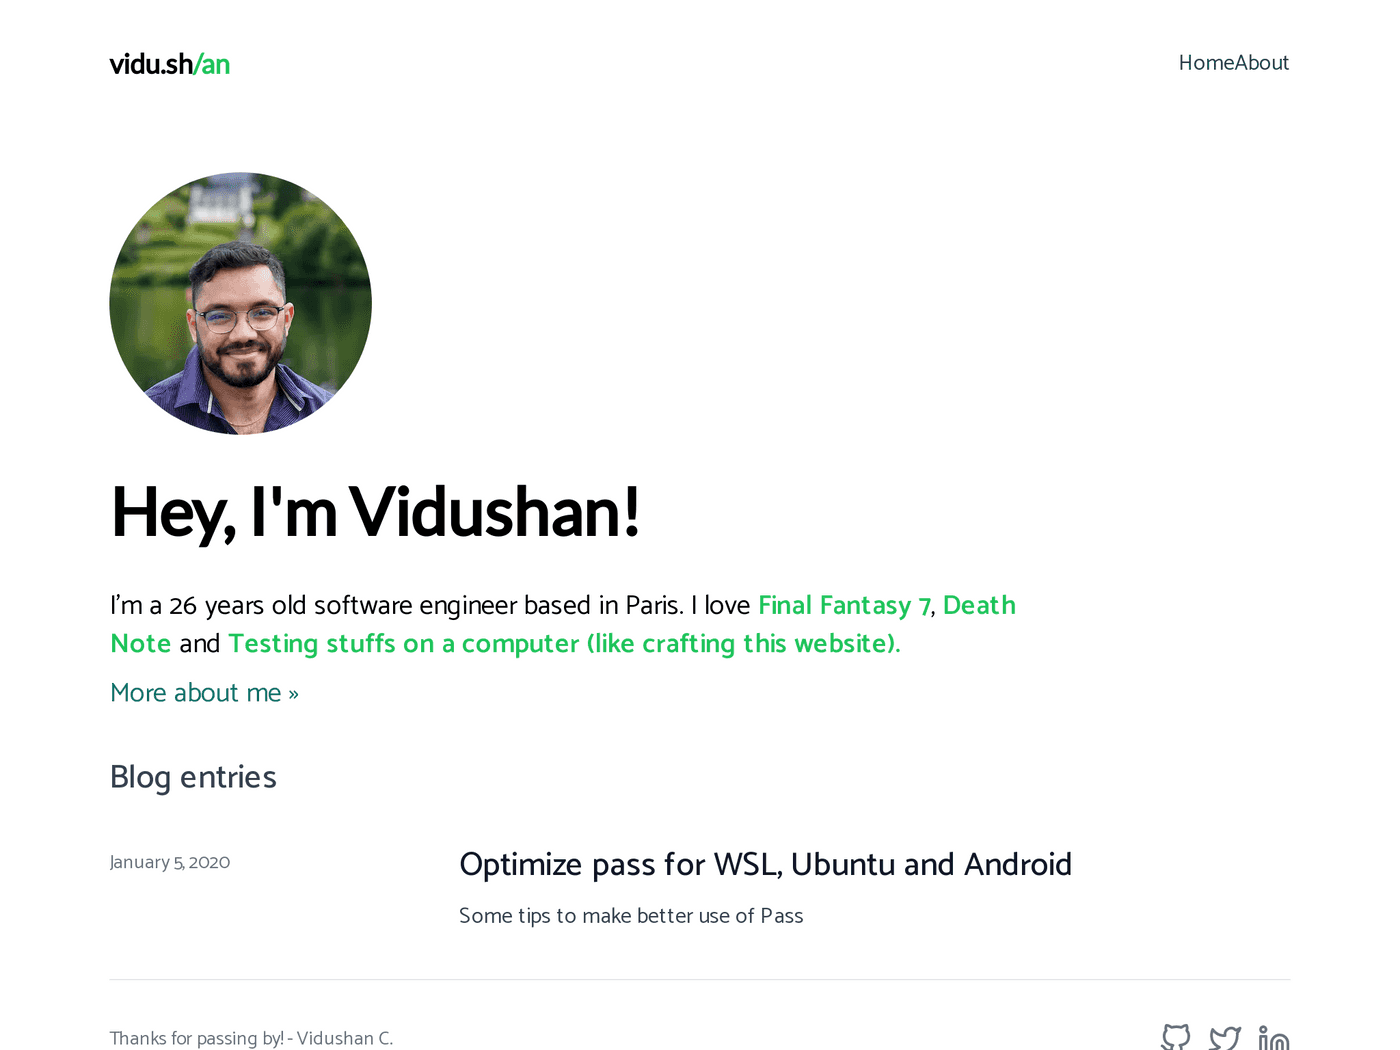 vidu.sh/an
HomeAbout
Hey, I'm Vidushan!
I'm a 26 years old software engineer based in Paris. I love Final Fantasy 7, Death
Note and Testing stuffs on a computer (like crafting this website).
More about me »
Blog entries
January 5, 2020
Optimize pass for WSL, Ubuntu and Android
Some tips to make better use of Pass
Thanks for passing by! - Vidushan C.
in